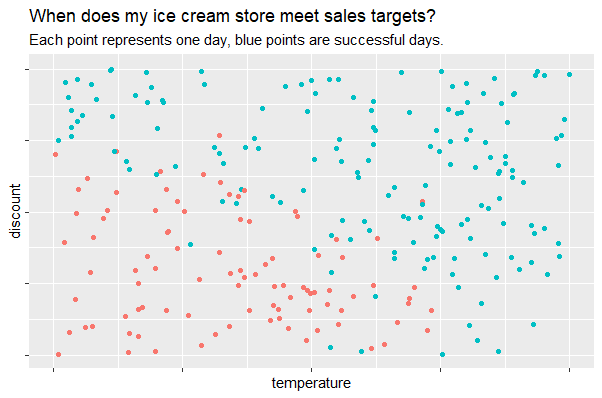 When does my ice cream store meet sales targets?
Each point represents one day, blue points are successful days.
discount
temperature